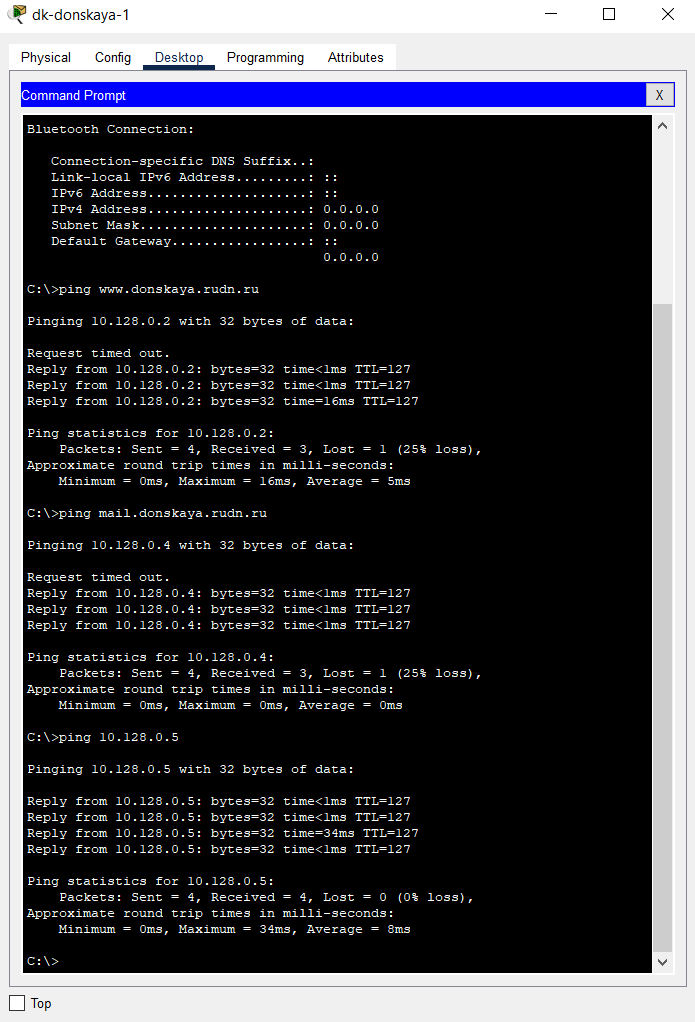 dk-donskaya-1
Physical Config Desktop Programming Attributes
Command Prompt X
Bluetooth Connection:
Connection-specific DNS Suffix..:
Link-local IPv6 Address.........: ::
IPv6 Address....................: ::
IPv4 Address....................: 0.0.0.0
Subnet Mask.....................: 0.0.0.0
Default Gateway.................: ::
0.0.0.0
C:\>ping www.donskaya.rudn.ru
Pinging 10.128.0.2 with 32 bytes of data:
Request timed out.
Reply from 10.128.0.2: bytes=32 time<1ms TTL=127
Reply from 10.128.0.2: bytes=32 time<1ms TTL=127
Reply from 10.128.0.2: bytes=32 time=16ms TTL=127
Ping statistics for 10.128.0.2:
Packets: Sent = 4, Received = 3, Lost = 1 (25% loss),
Approximate round trip times in milli-seconds:
Minimum = 0ms, Maximum = 16ms, Average = 5ms
C:\>ping mail.donskaya.rudn.ru
Pinging 10.128.0.4 with 32 bytes of data:
Request timed out.
Reply from 10.128.0.4: bytes=32 time<1ms TTL=127
Reply from 10.128.0.4: bytes=32 time<1ms TTL=127
Reply from 10.128.0.4: bytes=32 time<1ms TTL=127
Ping statistics for 10.128.0.4:
Packets: Sent = 4, Received = 3, Lost = 1 (25% loss),
Approximate round trip times in milli-seconds:
Minimum = 0ms, Maximum = 0ms, Average = 0ms
C:\>ping 10.128.0.5
Pinging 10.128.0.5 with 32 bytes of data:
Reply from 10.128.0.5: bytes=32 time<1ms TTL=127
Reply from 10.128.0.5: bytes=32 time<1ms TTL=127
Reply from 10.128.0.5: bytes=32 time=34ms TTL=127
Reply from 10.128.0.5: bytes=32 time<1ms TTL=127
Ping statistics for 10.128.0.5:
Packets: Sent = 4, Received = 4, Lost = 0 (0% loss),
Approximate round trip times in milli-seconds:
Minimum = 0ms, Maximum = 34ms, Average = 8ms
C:\>
Top